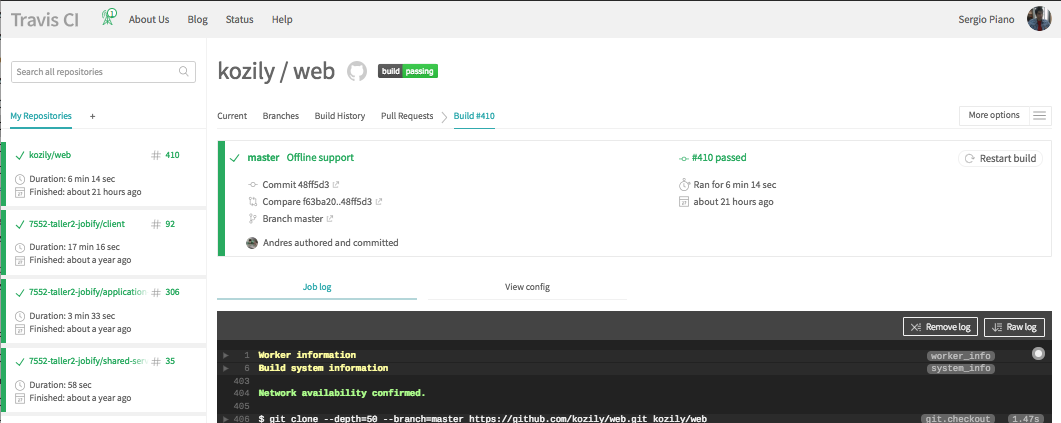 Travis CI
1
About Us Blog Status Help
Sergio Piano
Search all repositories
My Repositories +
kozily/web # 410
Duration: 6 min 14 sec
Finished: about 21 hours ago
7552-taller2-jobify/client # 92
Duration: 17 min 16 sec
Finished: about a year ago
7552-taller2-jobify/application- # 306
Duration: 3 min 33 sec
Finished: about a year ago
7552-taller2-jobify/shared-ser # 35
Duration: 58 sec
Finished: about a year ago
kozily / web build passing
Current Branches Build History Pull Requests Build #410
More options
master Offline support
#410 passed
Restart build
Commit 48ff5d3
Ran for 6 min 14 sec
Compare f63ba20..48ff5d3
about 21 hours ago
Branch master
Andres authored and committed
Job log View config
Remove log Raw log
1 Worker information worker_info
6 Build system information system_info
403
404 Network availability confirmed.
405
406 $ git clone --depth=50 --branch=master https://github.com/kozily/web.git kozily/web git.checkout 1.47s